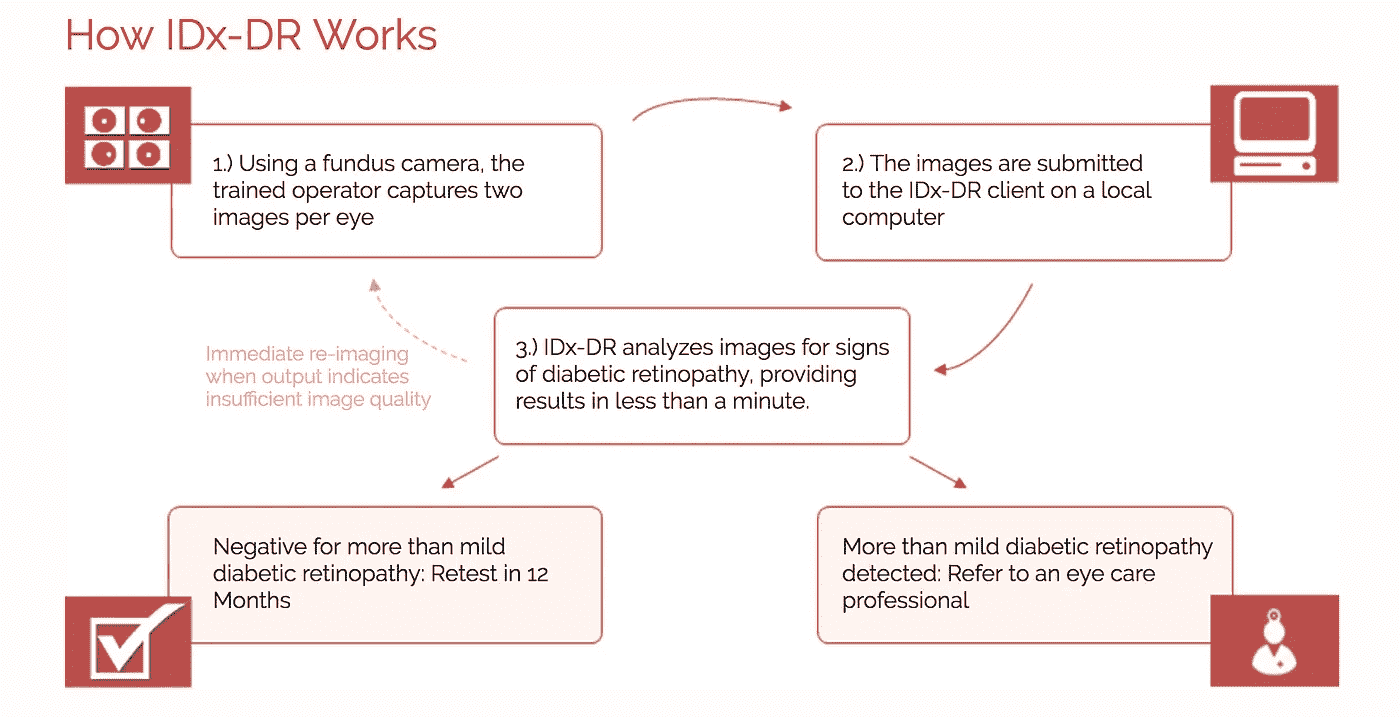 How IDx-DR Works
1.) Using a fundus camera, the
trained operator captures two
images per eye
2.) The images are submitted
to the IDx-DR client on a local
computer
3.) IDx-DR analyzes images for signs
of diabetic retinopathy, providing
results in less than a minute.
Immediate re-imaging
when output indicates
insufficient image quality
Negative for more than mild
diabetic retinopathy: Retest in 12
Months
More than mild diabetic retinopathy
detected: Refer to an eye care
professional